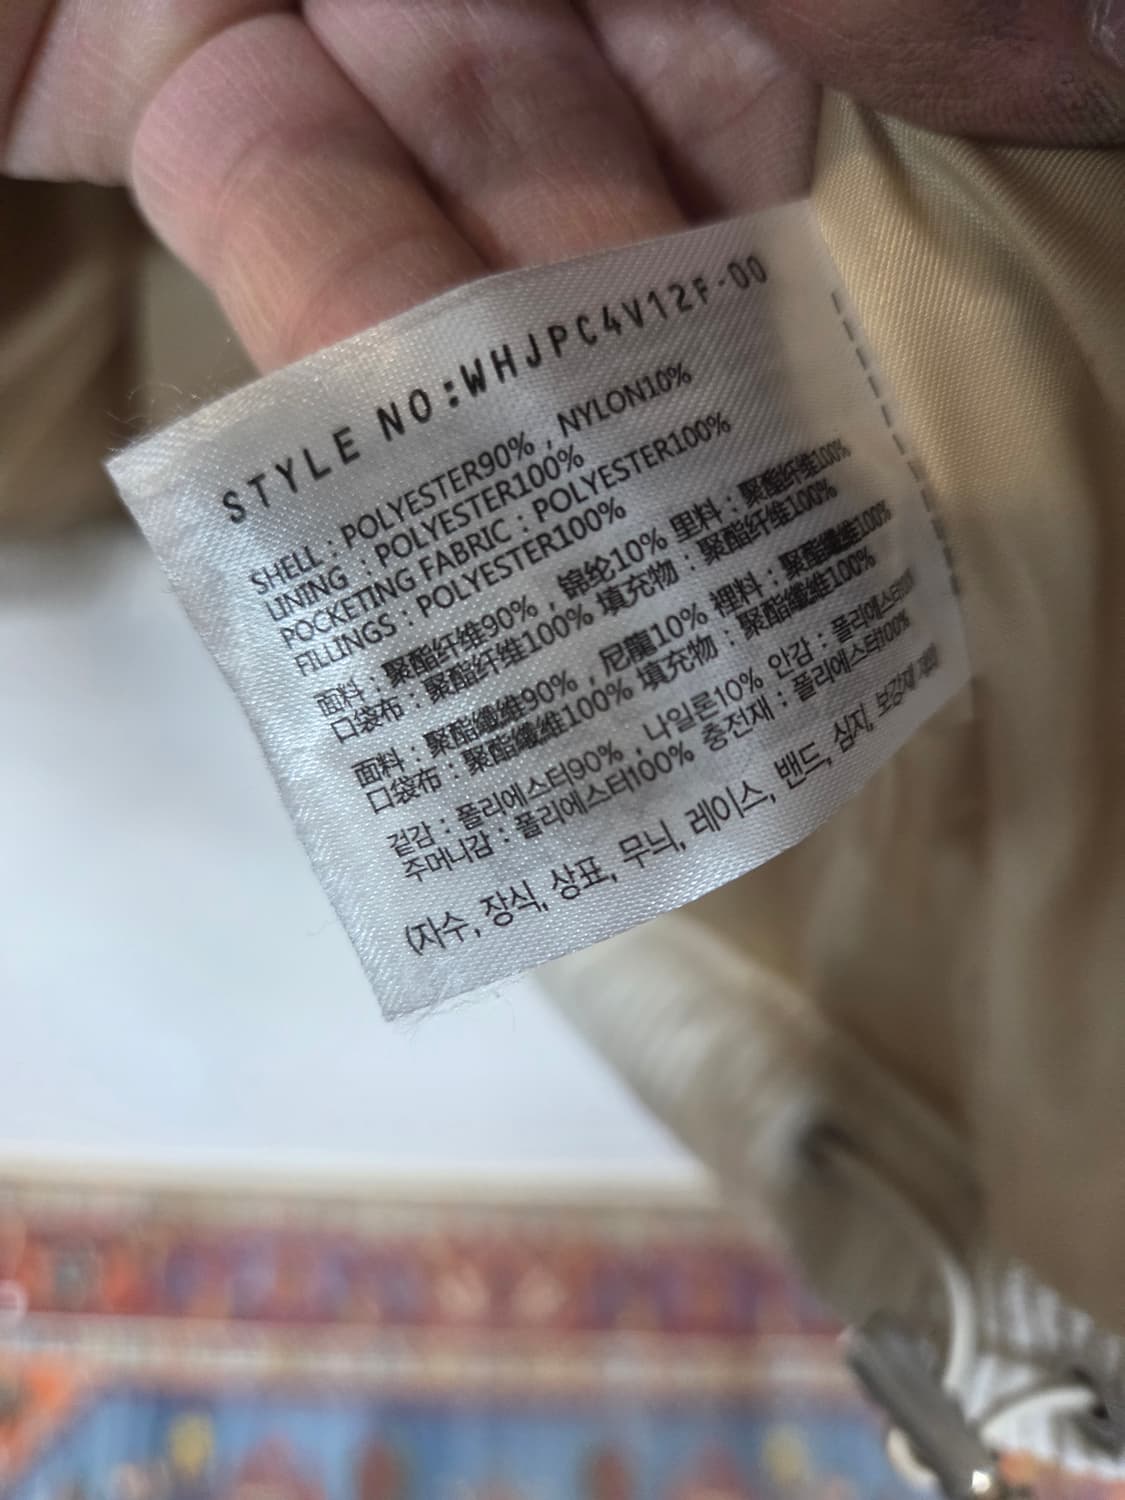 STYLE NO:WHJPC4V12F-00
SHELL : POLYESTER90% , NYLON10%
LINING : POLYESTER100%
POCKETING FABRIC : POLYESTER100%
FILLINGS : POLYESTER100%
面料 : 聚酯纤维90% , 锦纶10% 里料 : 聚酯纤维100%
口袋布 : 聚酯纤维100% 填充物 : 聚酯纤维100%
面料 : 聚酯纖維90% , 尼龍10% 裡料 : 聚酯纖維100%
口袋布 : 聚酯纖維100% 填充物 : 聚酯纖維100%
겉감 : 폴리에스터90% , 나일론10% 안감 : 폴리에스터100%
주머니감 : 폴리에스터100% 충전재 : 폴리에스터100%
(자수, 장식, 상표, 무늬, 레이스, 밴드, 심지, 보강재